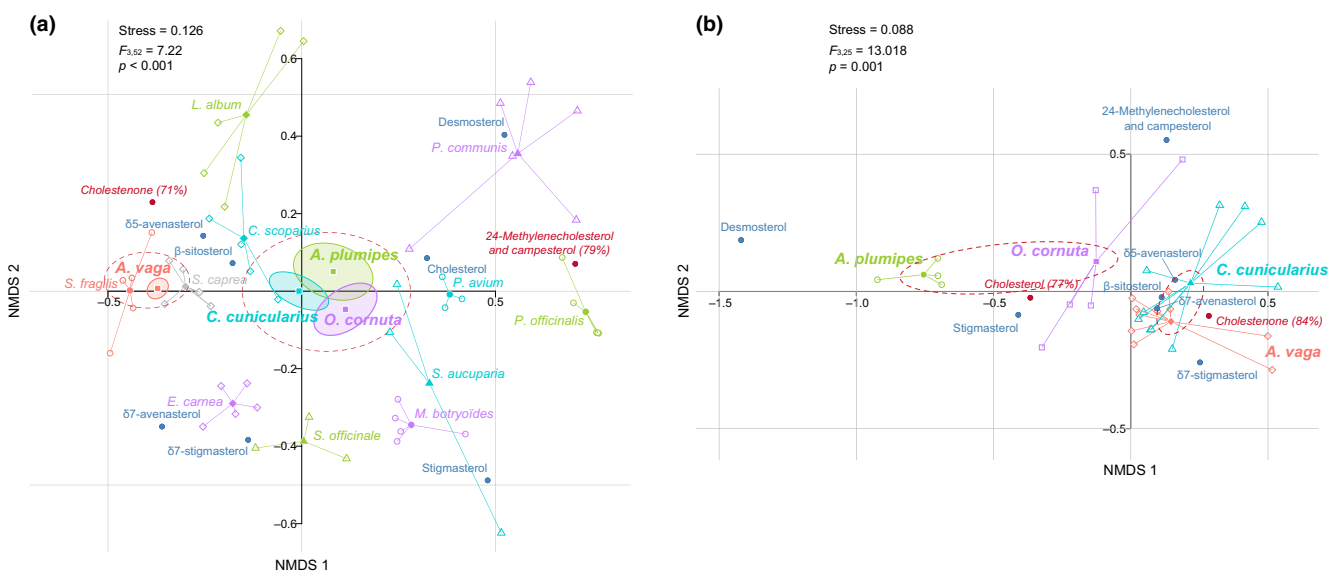 (a)
Stress = 0.126
F3,52 = 7.22
p < 0.001
NMDS 2
0.6
L. album
0.4
Desmosterol
P. communis
Cholestenone (71%)
0.2
δ5-avenasterol
C. scoparius
β-sitosterol
A. plumipes
24-Methylenecholesterol
and campesterol (79%)
A. vaga
Cholesterol
S. fragilis
S. caprea
P. avium
−0.5
0
0.5
C. cunicularius
O. cornuta
P. officinalis
−0.2
S. aucuparia
E. carnea
M. botryoïdes
δ7-avenasterol
−0.4
S. officinale
δ7-stigmasterol
Stigmasterol
−0.6
NMDS 1
(b)
Stress = 0.088
F3,25 = 13.018
p = 0.001
NMDS 2
24-Methylenecholesterol
and campesterol
0.5
Desmosterol
O. cornuta
δ5-avenasterol
A. plumipes
C. cunicularius
Cholesterol (77%)
β-sitosterol
−1.5
−1.0
−0.5
0
0.5
δ7-avenasterol
Stigmasterol
Cholestenone (84%)
A. vaga
δ7-stigmasterol
−0.5
NMDS 1